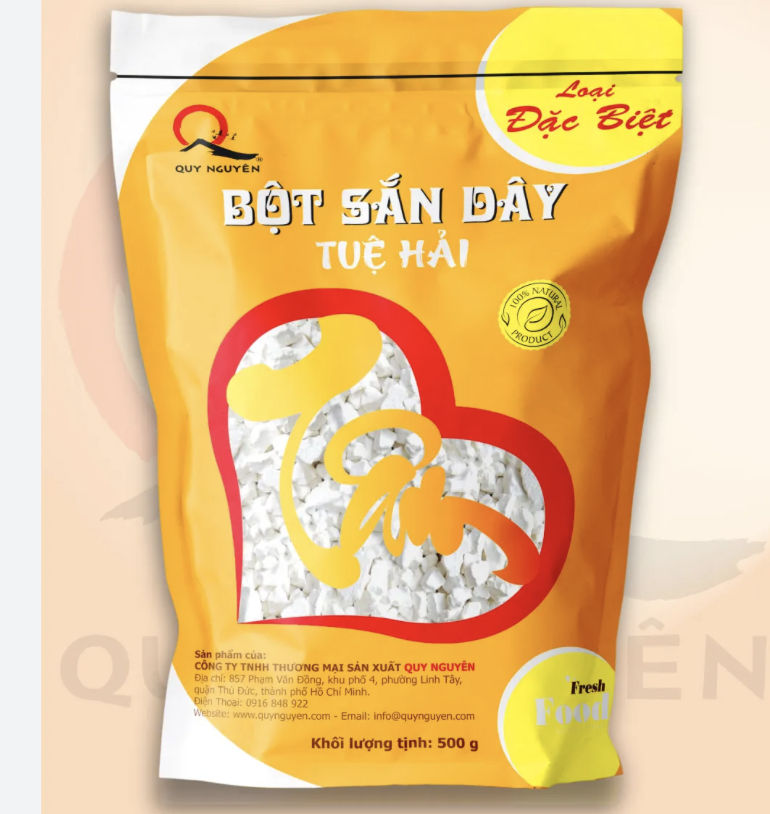 Loại
Đặc Biệt
QUY NGUYÊN®
BỘT SẮN DÂY
TUỆ HẢI
100% NATURAL
PRODUCT
Tâm
Sản phẩm của:
CÔNG TY TNHH THƯƠNG MẠI SẢN XUẤT QUY NGUYÊN
Địa chỉ: 857 Phạm Văn Đồng, khu phố 4, phường Linh Tây,
quận Thủ Đức, thành phố Hồ Chí Minh.
Điện Thoại: 0916 848 922
Website: www.quynguyen.com - Email: info@quynguyen.com
Khối lượng tịnh: 500 g
Fresh
Food